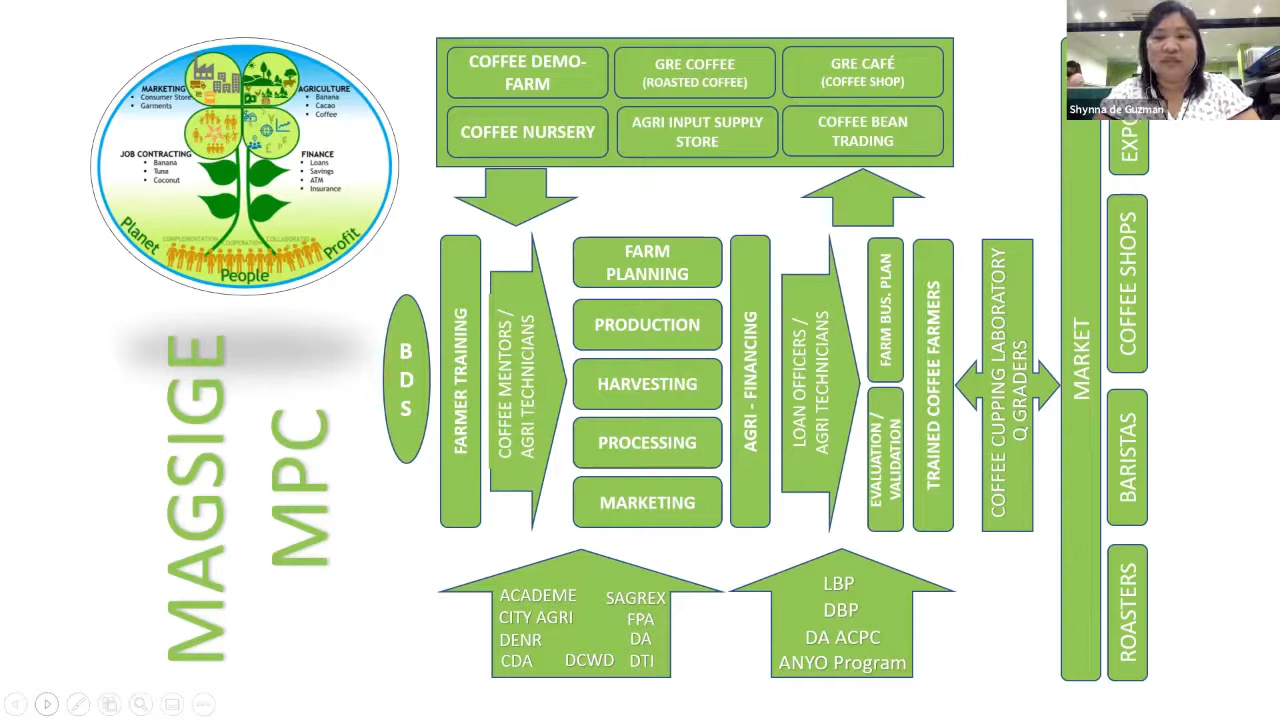 MARKETING
• Consumer Store
• Garments
AGRICULTURE
• Banana
• Cacao
• Coffee
JOB CONTRACTING
• Banana
• Tuna
• Coconut
FINANCE
• Loans
• Savings
• ATM
• Insurance
COMPLEMENTATION
COOPERATION
COLLABORATION
Planet
People
Profit
MAGSIGE
MPC
COFFEE DEMO-
FARM
GRE COFFEE
(ROASTED COFFEE)
GRE CAFÉ
(COFFEE SHOP)
COFFEE NURSERY
AGRI INPUT SUPPLY
STORE
COFFEE BEAN
TRADING
B
D
S
FARMER TRAINING
COFFEE MENTORS /
AGRI TECHNICIANS
FARM
PLANNING
PRODUCTION
HARVESTING
PROCESSING
MARKETING
AGRI - FINANCING
LOAN OFFICERS /
AGRI TECHNICIANS
FARM BUS. PLAN
EVALUATION /
VALIDATION
TRAINED COFFEE FARMERS
COFFEE CUPPING LABORATORY
Q GRADERS
MARKET
EXPO
COFFEE SHOPS
BARISTAS
ROASTERS
ACADEME
CITY AGRI
DENR
CDA
DCWD
SAGREX
FPA
DA
DTI
LBP
DBP
DA ACPC
ANYO Program
Shynna de Guzman